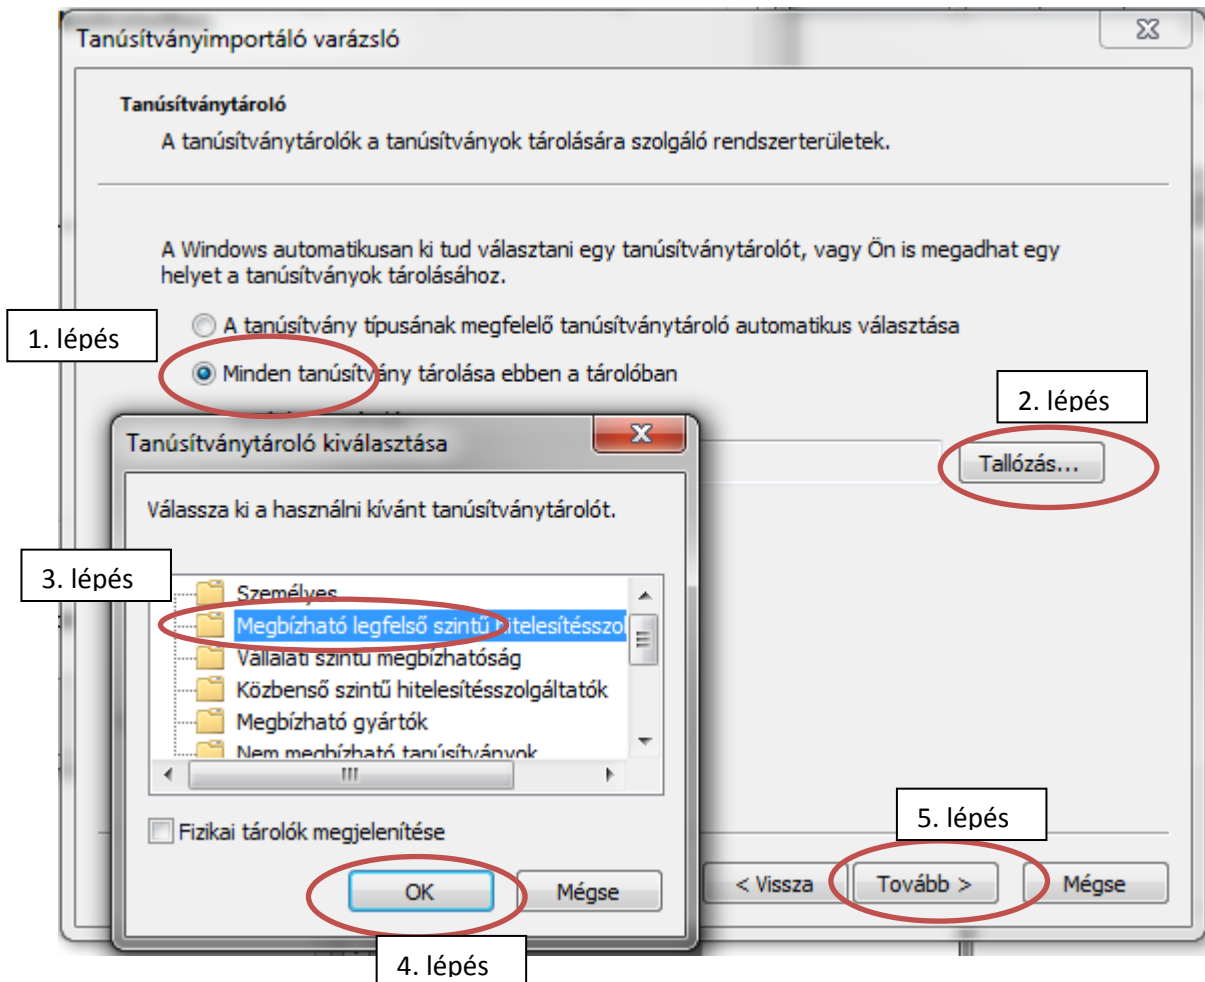 Tanúsítványimportáló varázsló
Tanúsítványtároló
A tanúsítványtárolók a tanúsítványok tárolására szolgáló rendszerterületek.
A Windows automatikusan ki tud választani egy tanúsítványtárolót, vagy Ön is megadhat egy
helyet a tanúsítványok tárolásához.
1. lépés
A tanúsítvány típusának megfelelő tanúsítványtároló automatikus választása
Minden tanúsítvány tárolása ebben a tárolóban
2. lépés
Tallózás...
Tanúsítványtároló kiválasztása
Válassza ki a használni kívánt tanúsítványtárolót.
3. lépés
Személyes
Megbízható legfelső szintű hitelesítésszol
Vállalati szintű megbízhatóság
Közbenső szintű hitelesítésszolgáltatók
Megbízható gyártók
Nem megbízható tanúsítványok
Fizikai tárolók megjelenítése
OK
Mégse
4. lépés
5. lépés
< Vissza
Tovább >
Mégse